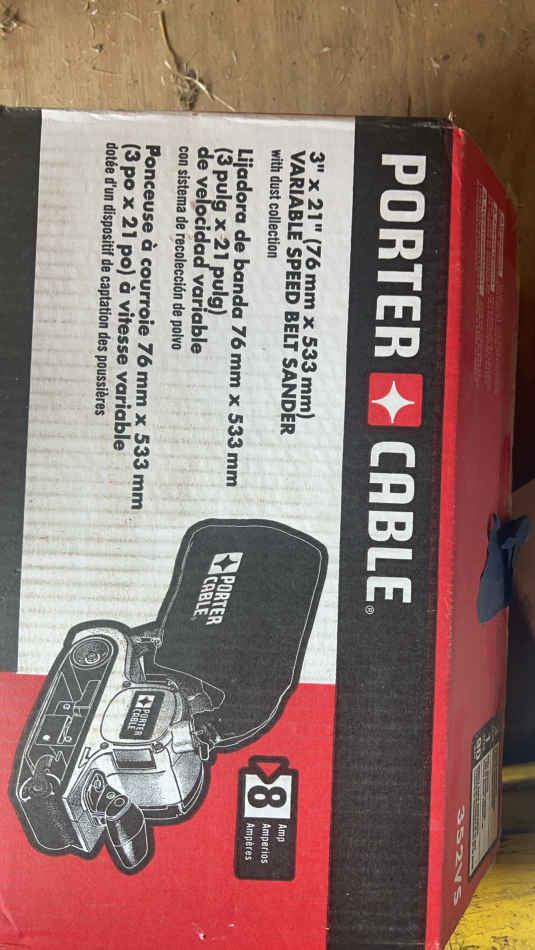 PORTER CABLE®
3" x 21" (76 mm x 533 mm)
VARIABLE SPEED BELT SANDER
with dust collection
Lijadora de banda 76 mm x 533 mm
(3 pulg x 21 pulg)
de velocidad variable
con sistema de recolección de polvo
Ponceuse à courroie 76 mm x 533 mm
(3 po x 21 po) à vitesse variable
dotée d'un dispositif de captation des poussières
PORTER
CABLE®
PORTER
CABLE
8
Amp
Amperios
Ampères
352VS